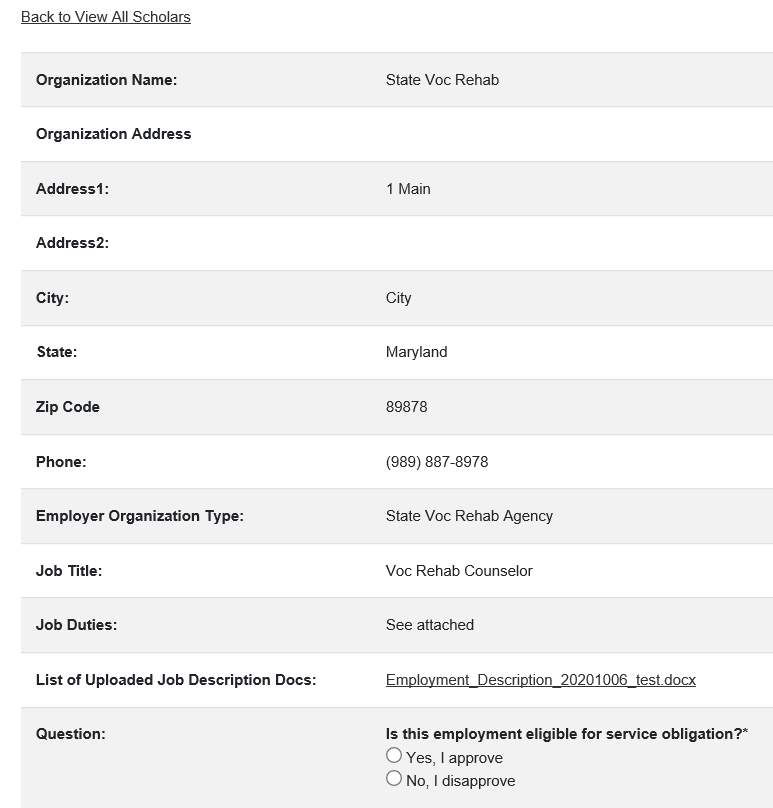 Back to View All Scholars
Organization Name: State Voc Rehab
Organization Address
Address1: 1 Main
Address2:
City: City
State: Maryland
Zip Code 89878
Phone: (989) 887-8978
Employer Organization Type: State Voc Rehab Agency
Job Title: Voc Rehab Counselor
Job Duties: See attached
List of Uploaded Job Description Docs: Employment_Description_20201006_test.docx
Question: Is this employment eligible for service obligation?*
Yes, I approve
No, I disapprove